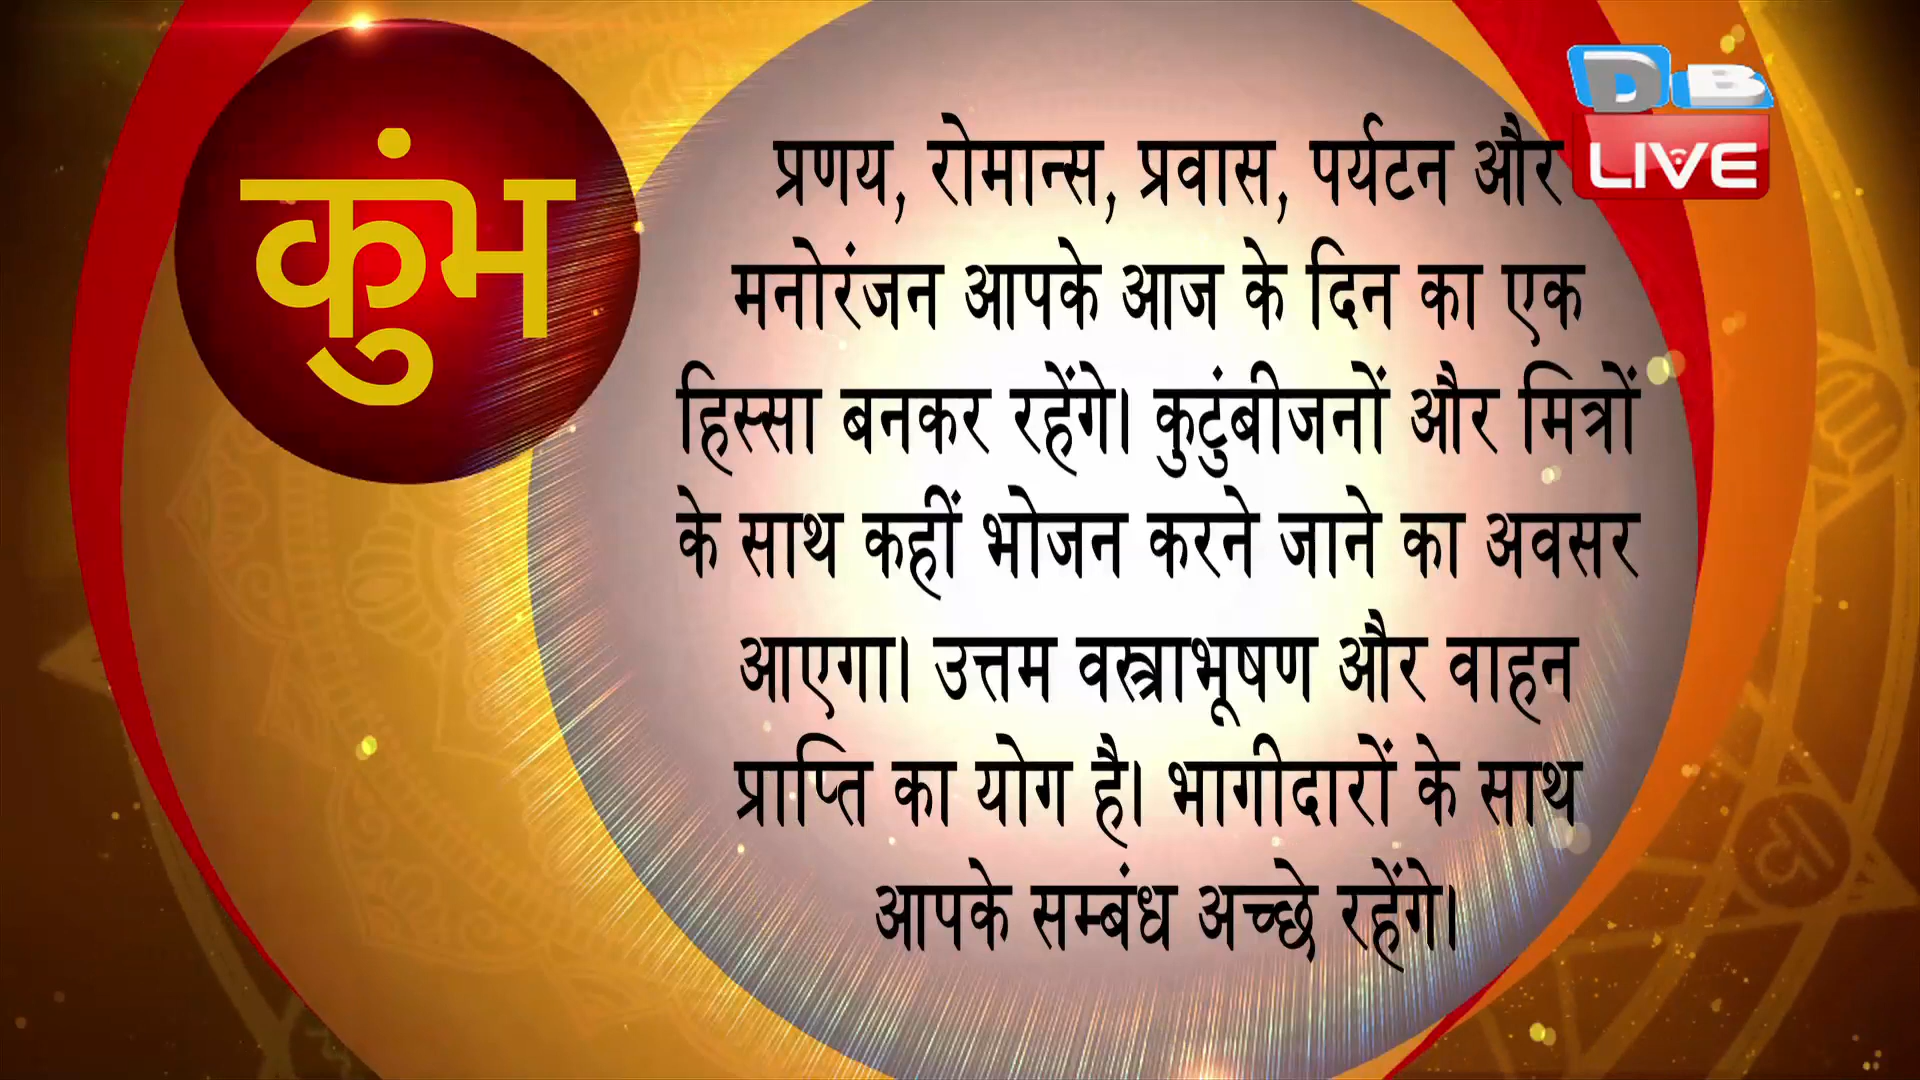 कुंभ
DB
LIVE
प्रणय, रोमान्स, प्रवास, पर्यटन और
मनोरंजन आपके आज के दिन का एक
हिस्सा बनकर रहेंगे। कुटुंबीजनों और मित्रों
के साथ कहीं भोजन करने जाने का अवसर
आएगा। उत्तम वस्त्राभूषण और वाहन
प्राप्ति का योग है। भागीदारों के साथ
आपके सम्बंध अच्छे रहेंगे।